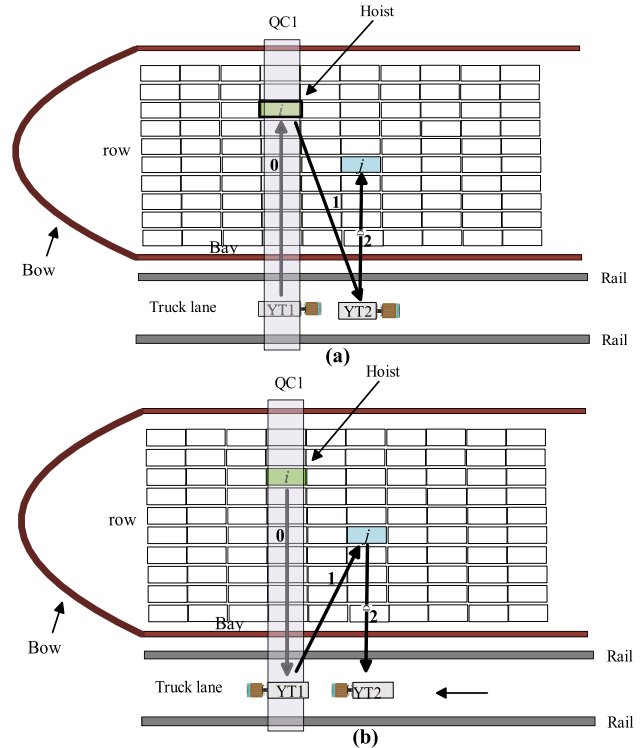 QC1
Hoist
i
row
0
j
1
2
Bay
Bow
Rail
Truck lane
YT1
YT2
Rail
(a)
QC1
Hoist
i
row
0
j
1
2
Bay
Bow
Rail
Truck lane
YT1
YT2
Rail
(b)